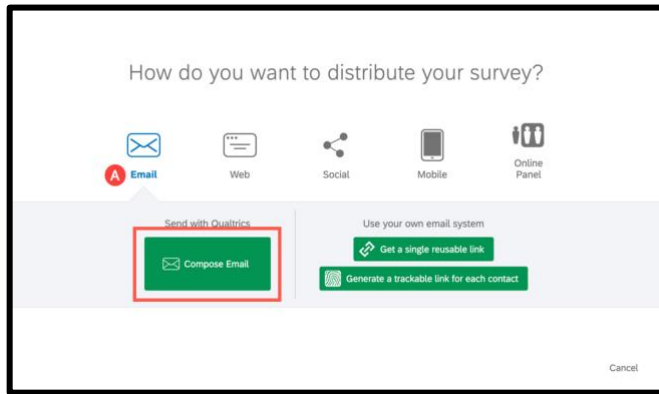 How do you want to distribute your survey?
A Email
Web
Social
Mobile
Online
Panel
Send with Qualtrics
Compose Email
Use your own email system
Get a single reusable link
Generate a trackable link for each contact
Cancel